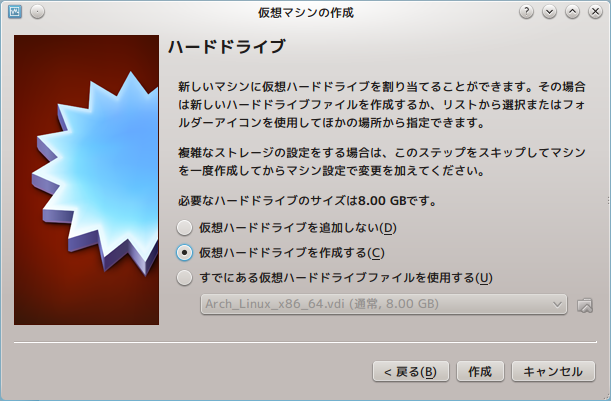 仮想マシンの作成
ハードドライブ
新しいマシンに仮想ハードドライブを割り当てることができます。その場合
は新しいハードドライブファイルを作成するか、リストから選択またはフォ
ルダーアイコンを使用してほかの場所から指定できます。
複雑なストレージの設定をする場合は、このステップをスキップしてマシン
を一度作成してからマシン設定で変更を加えてください。
必要なハードドライブのサイズは8.00 GBです。
仮想ハードドライブを追加しない(D)
仮想ハードドライブを作成する(C)
すでにある仮想ハードドライブファイルを使用する(U)
Arch_Linux_x86_64.vdi (通常, 8.00 GB)
< 戻る(B) 作成 キャンセル